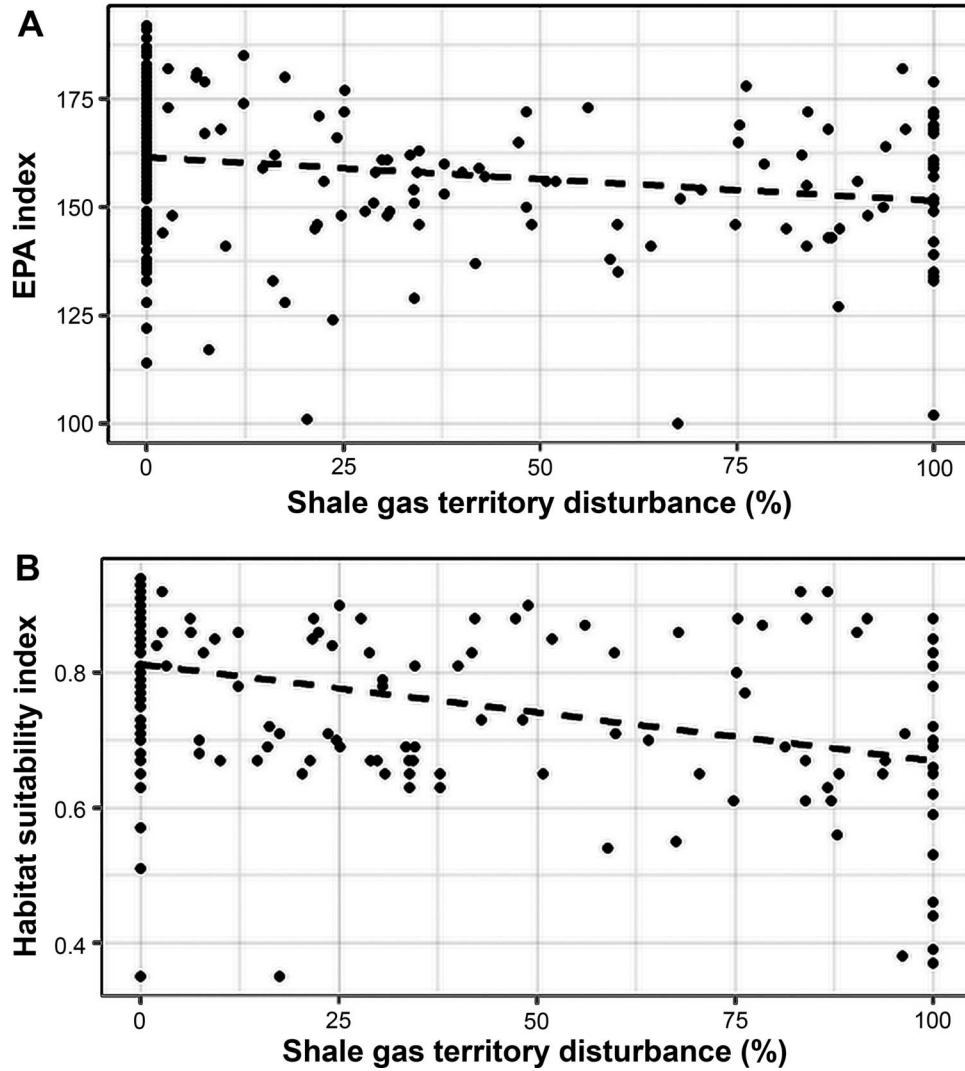 A
EPA index
175
150
125
100
0 25 50 75 100
Shale gas territory disturbance (%)
B
Habitat suitability index
0.8
0.6
0.4
0 25 50 75 100
Shale gas territory disturbance (%)